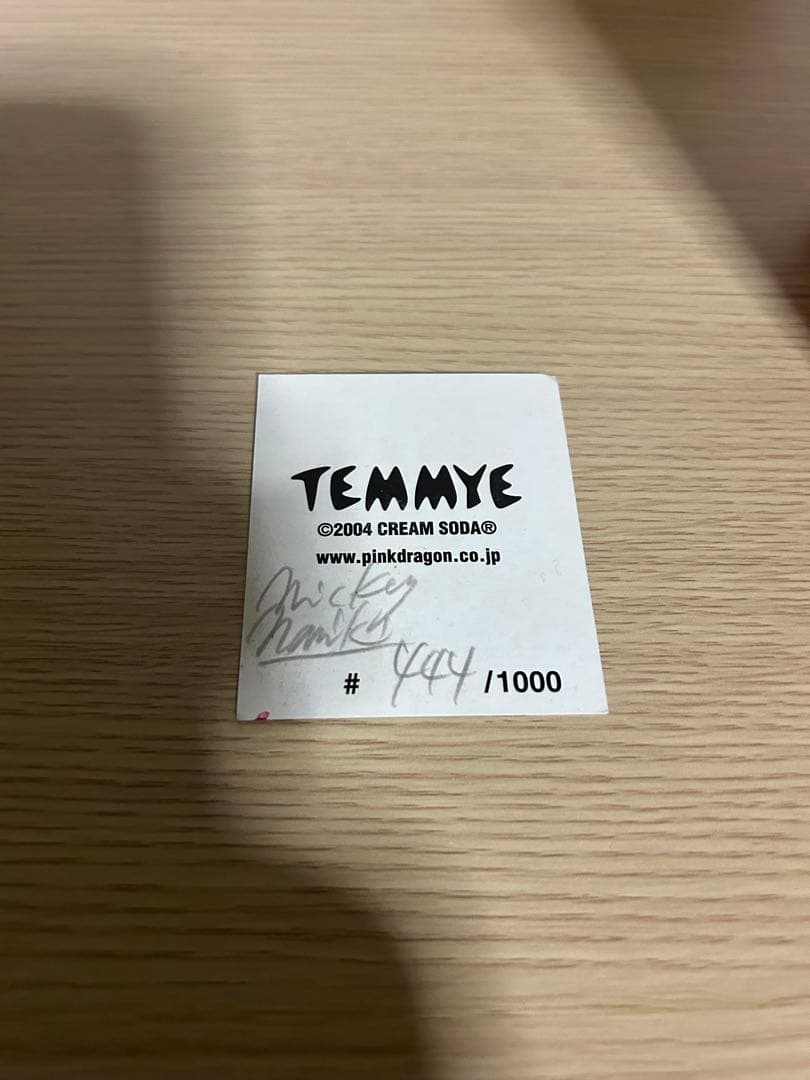 TEMMYE
©2004 CREAM SODA®
www.pinkdragon.co.jp
Mickey
# 444 /1000